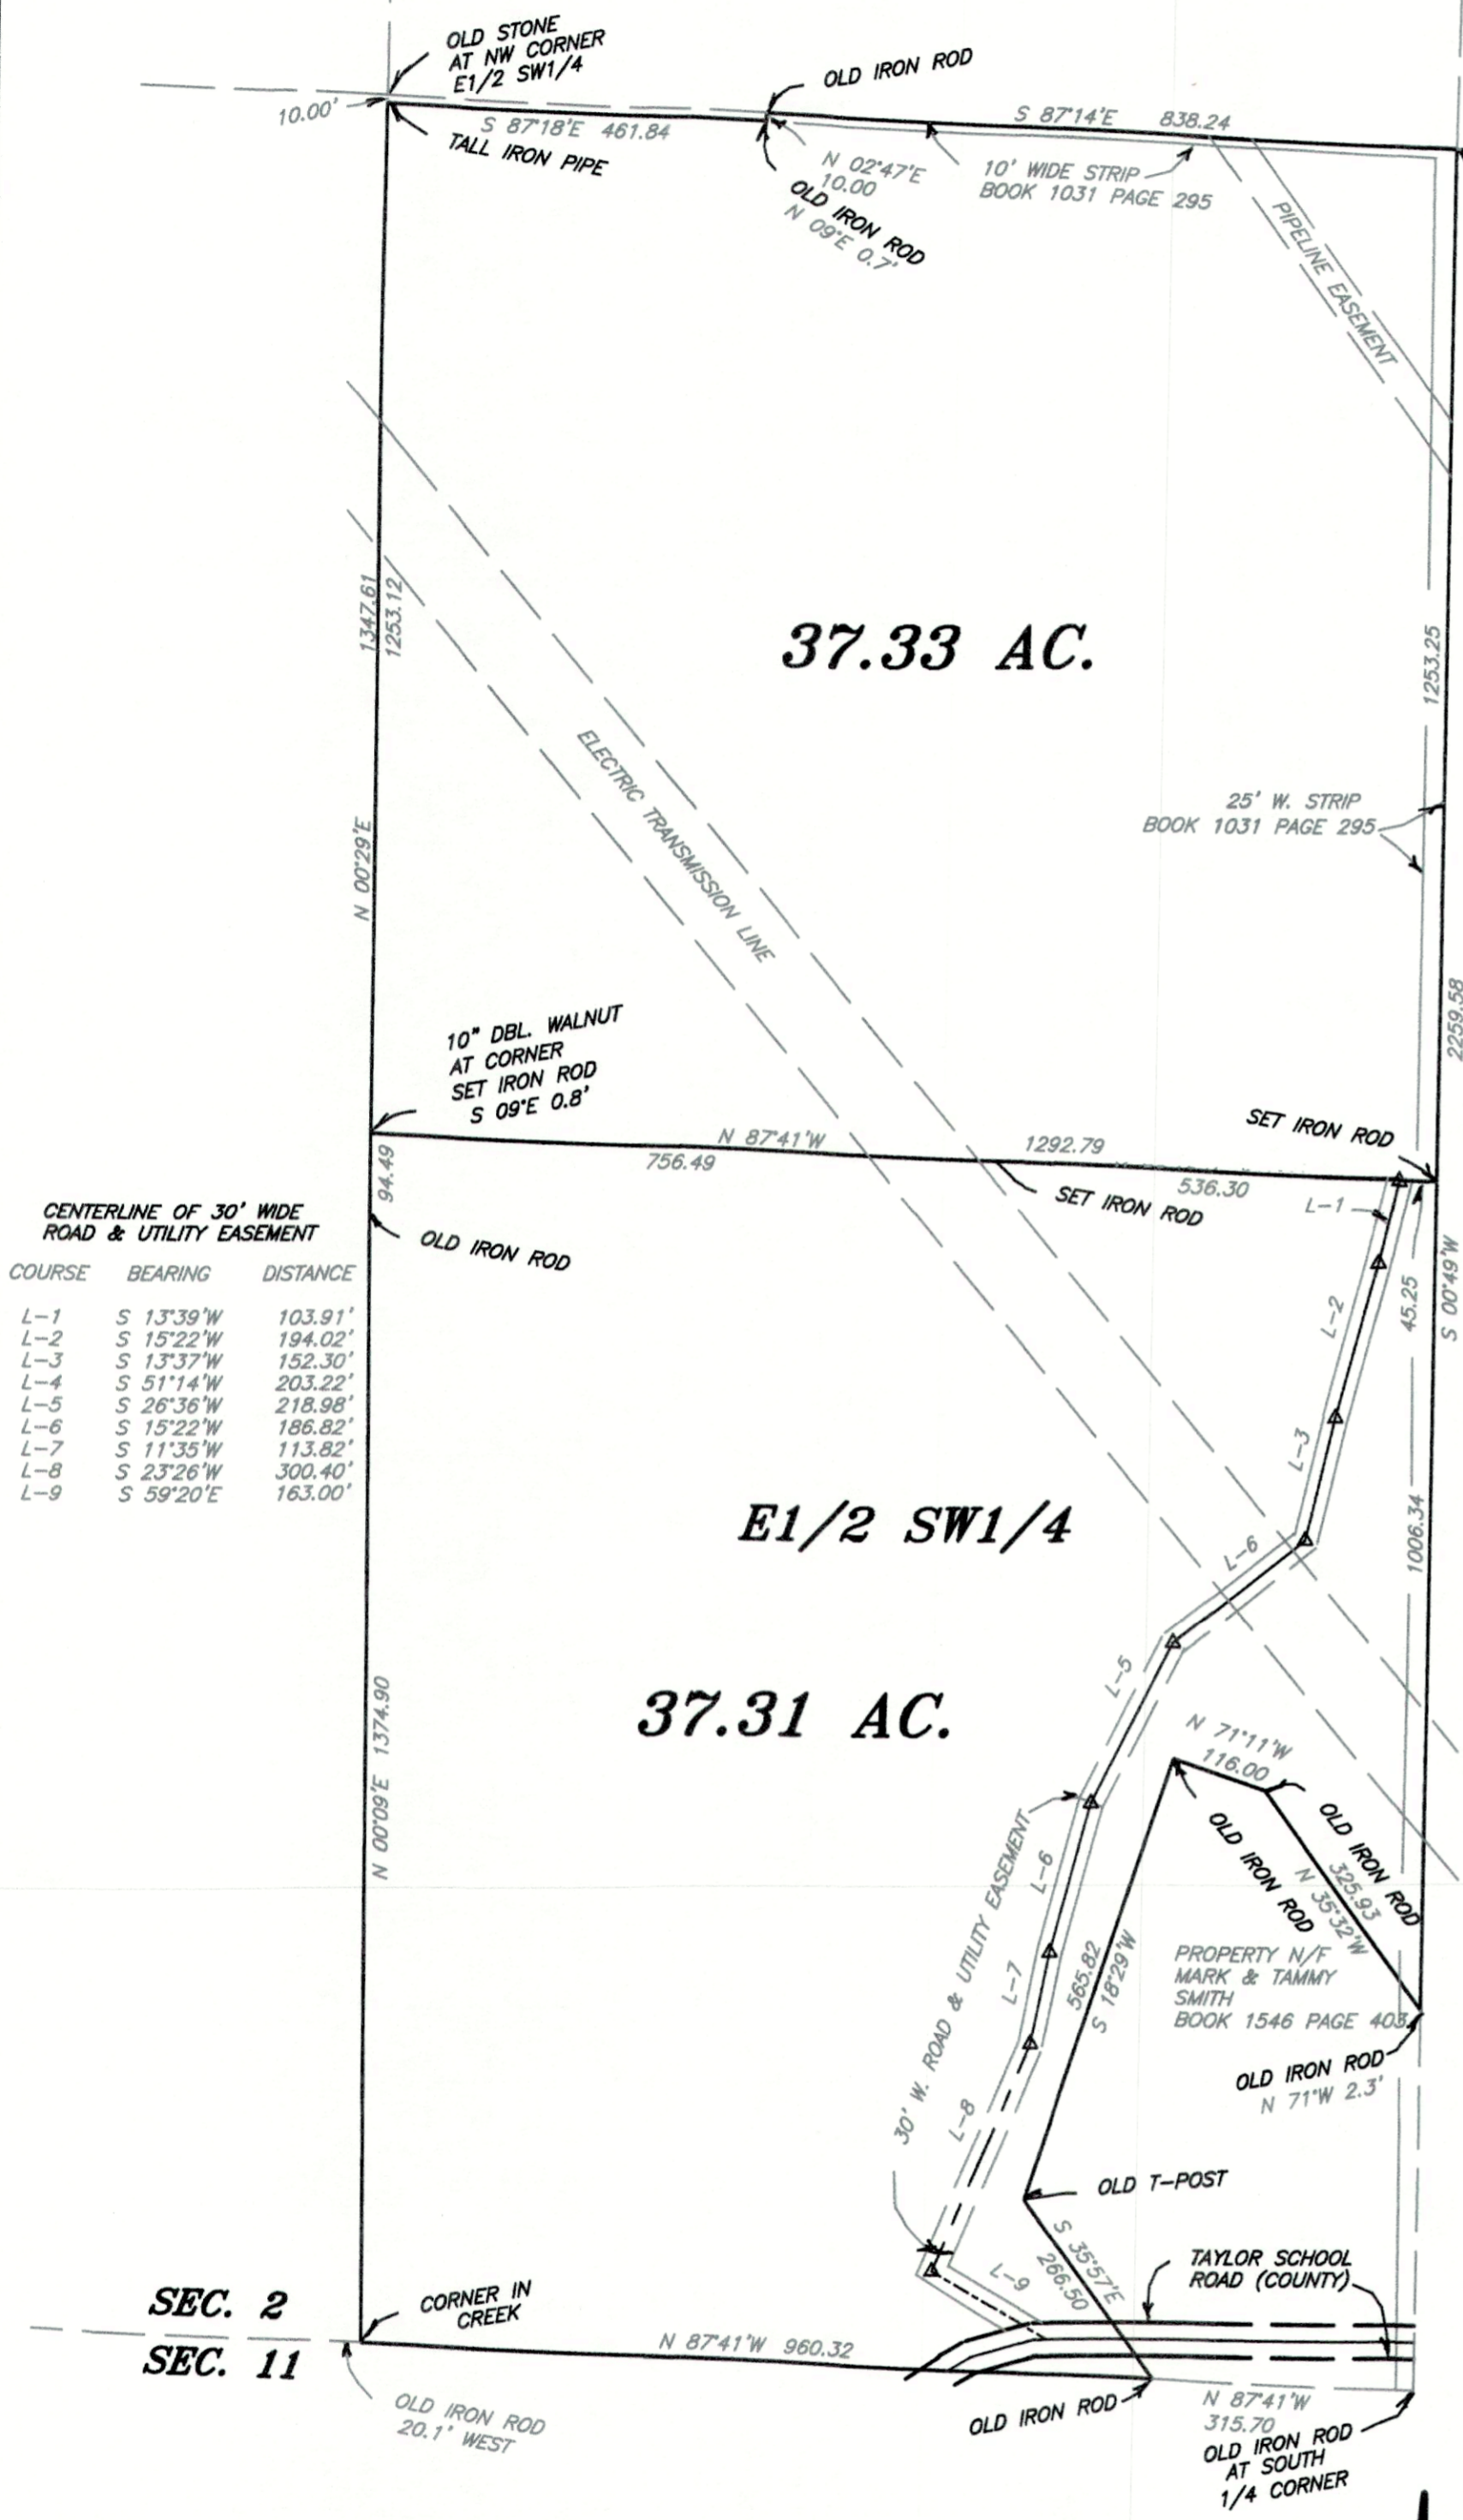 OLD STONE
AT NW CORNER
E1/2 SW1/4
10.00'
TALL IRON PIPE
S 87°18'E 461.84
OLD IRON ROD
S 87°14'E 838.24
N 02°47'E
10.00
OLD IRON ROD
N 09°E 0.7'
10' WIDE STRIP
BOOK 1031 PAGE 295
PIPELINE EASEMENT
1347.61
1253.12
37.33 AC.
1253.25
ELECTRIC TRANSMISSION LINE
25' W. STRIP
BOOK 1031 PAGE 295
N 00°29'E
2259.58
10" DBL. WALNUT
AT CORNER
SET IRON ROD
S 09°E 0.8'
SET IRON ROD
N 87°41'W
1292.79
756.49
536.30
SET IRON ROD
94.49
OLD IRON ROD
L-1
L-2
45.25
S 00°49'W
CENTERLINE OF 30' WIDE
ROAD & UTILITY EASEMENT
COURSE BEARING DISTANCE
L-1 S 13°39'W 103.91'
L-2 S 15°22'W 194.02'
L-3 S 13°37'W 152.30'
L-4 S 51°14'W 203.22'
L-5 S 26°36'W 218.98'
L-6 S 15°22'W 186.82'
L-7 S 11°35'W 113.82'
L-8 S 23°26'W 300.40'
L-9 S 59°20'E 163.00'
L-3
E1/2 SW1/4
L-6
1006.34
L-5
37.31 AC.
N 00°09'E 1374.90
N 71°11'W
116.00
OLD IRON ROD
OLD IRON ROD
325.93
N 35°32'W
30' W. ROAD & UTILITY EASEMENT
L-6
L-7
565.82
S 18°29'W
PROPERTY N/F
MARK & TAMMY
SMITH
BOOK 1546 PAGE 403
OLD IRON ROD
N 71°W 2.3'
L-8
OLD T-POST
S 35°57'E
266.50
L-9
TAYLOR SCHOOL
ROAD (COUNTY)
SEC. 2
CORNER IN
CREEK
SEC. 11
N 87°41'W 960.32
OLD IRON ROD
20.1' WEST
OLD IRON ROD
N 87°41'W
315.70
OLD IRON ROD
AT SOUTH
1/4 CORNER